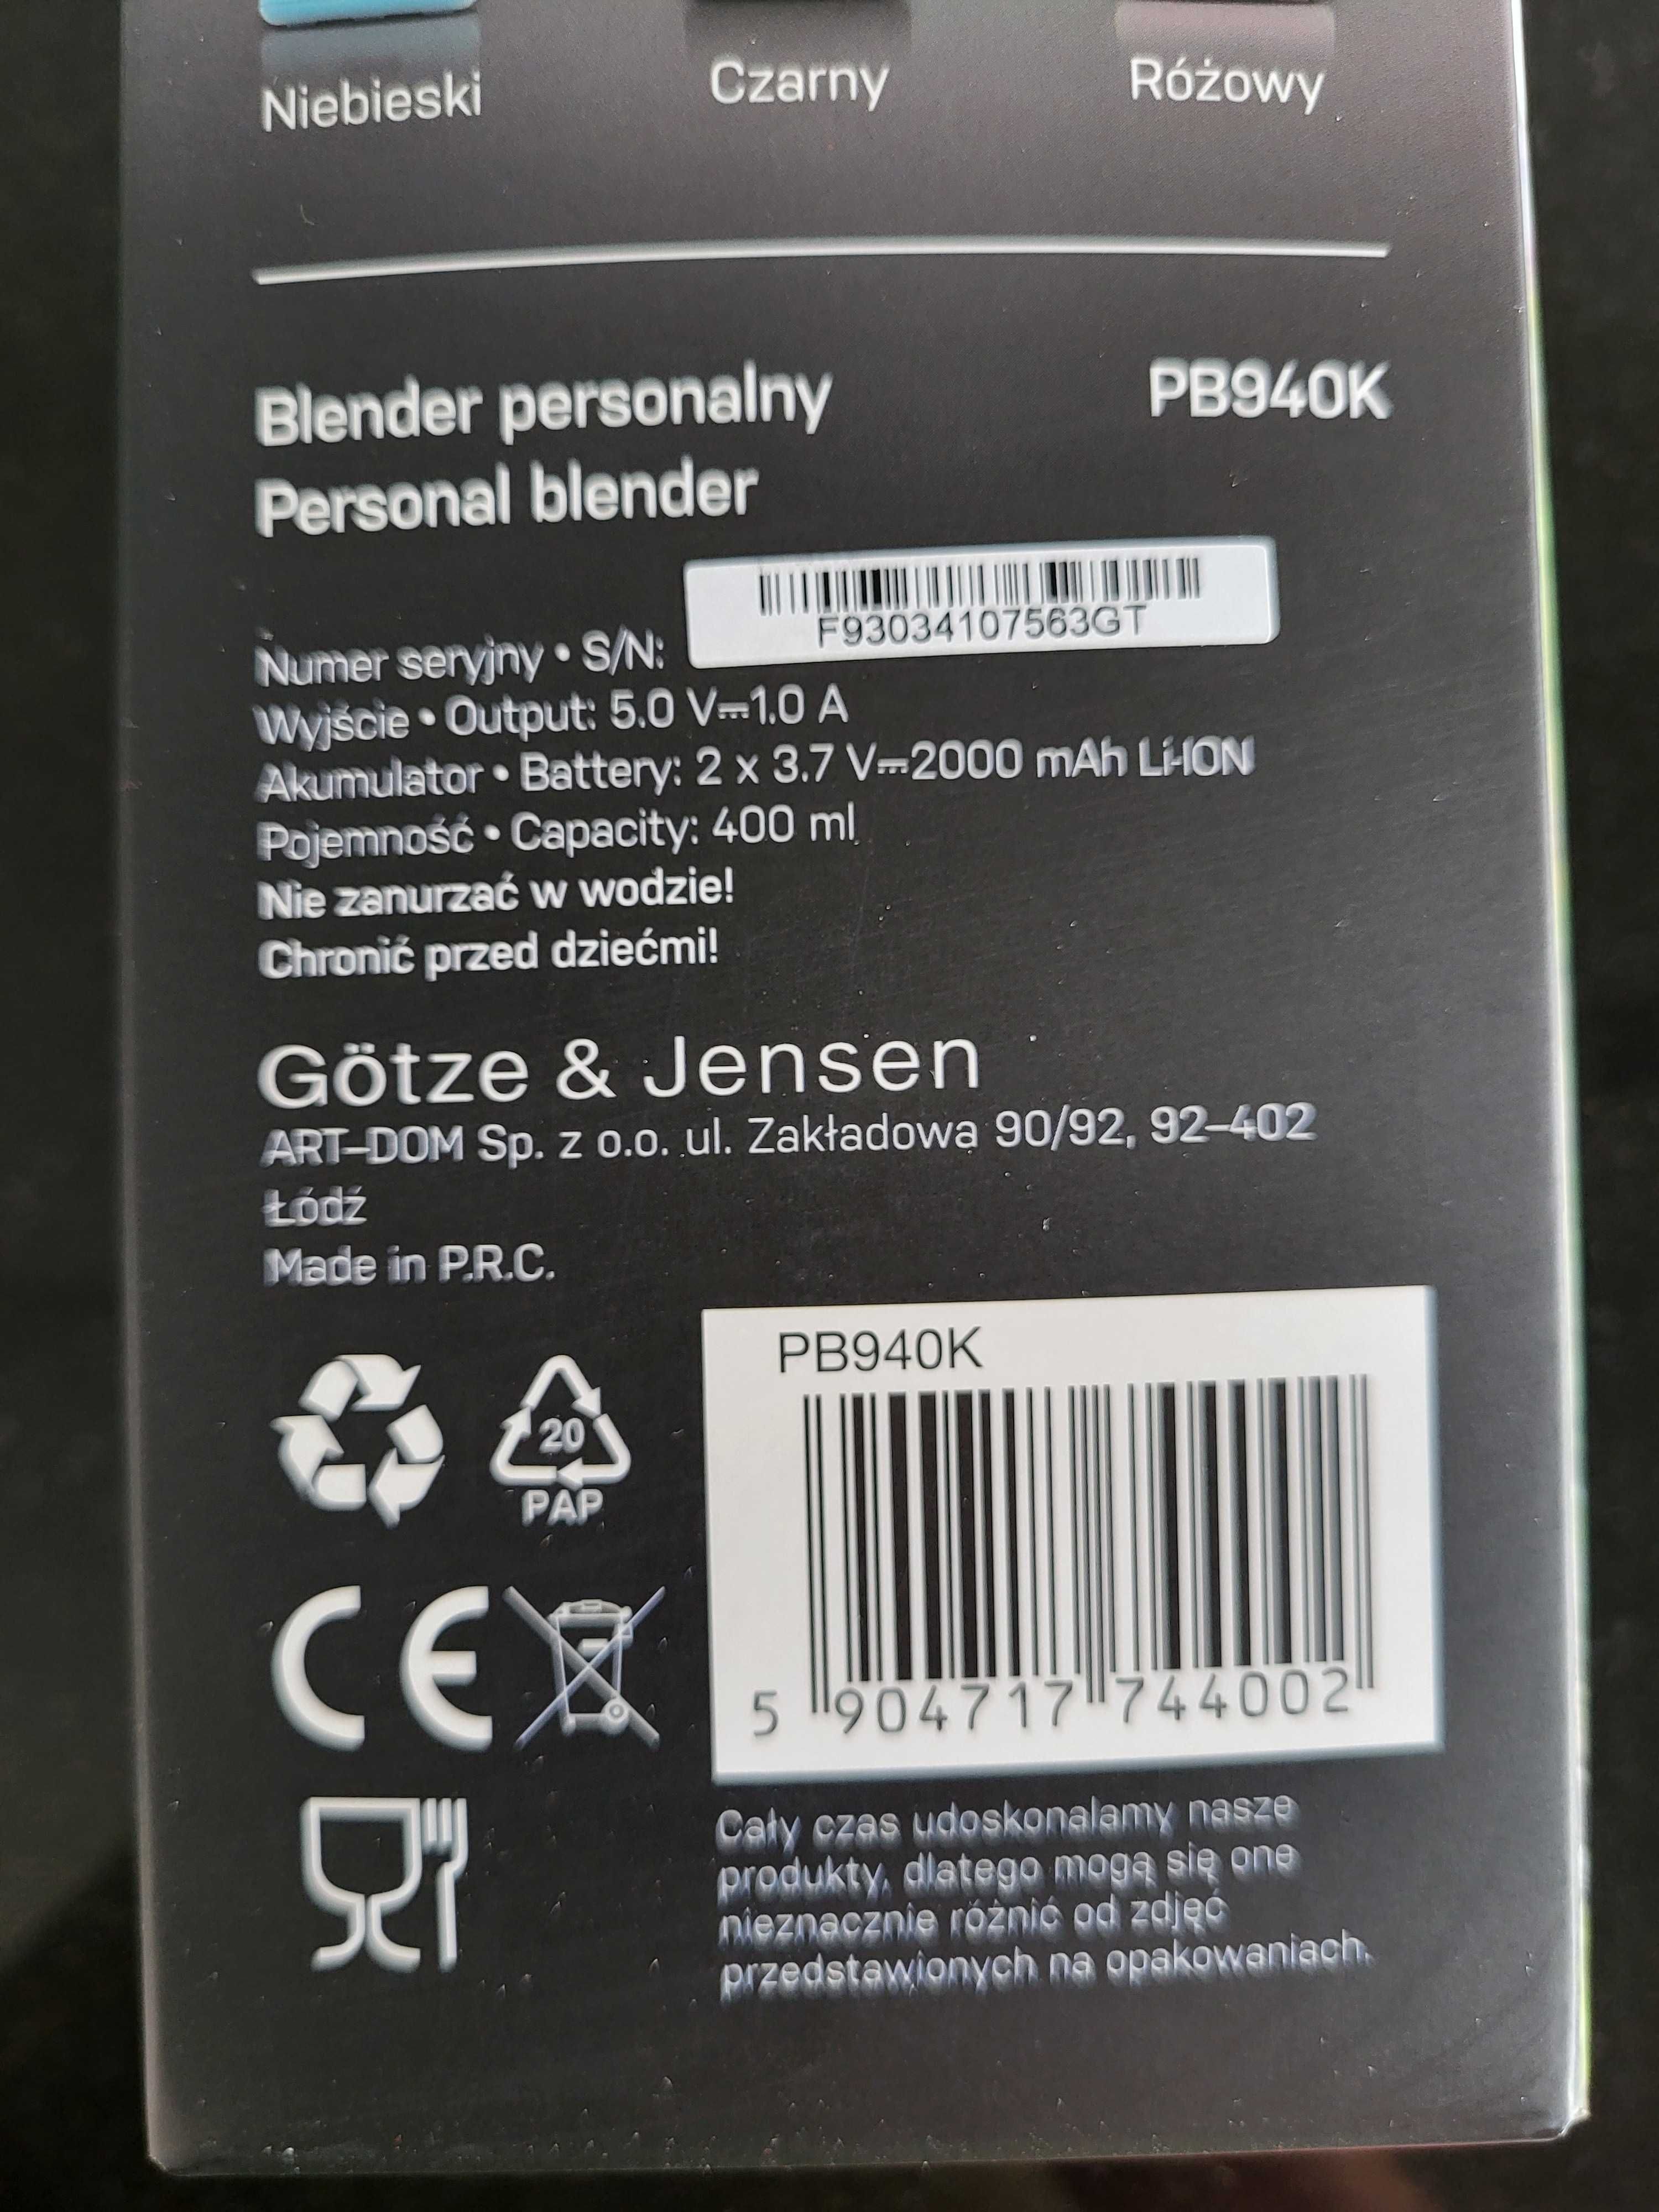 Niebieski Czarny Różowy
Blender personalny PB940K
Personal blender
F93034107563GT
Numer seryjny • S/N:
Wyjście • Output: 5.0 V⎓1.0 A
Akumulator • Battery: 2 x 3.7 V⎓2000 mAh Li-ION
Pojemność • Capacity: 400 ml
Nie zanurzać w wodzie!
Chronić przed dziećmi!
Götze & Jensen
ART-DOM Sp. z o.o. ul. Zakładowa 90/92, 92-402
Łódź
Made in P.R.C.
PB940K
20
PAP
CE
5 904717 744002
Cały czas udoskonalamy nasze
produkty, dlatego mogą się one
nieznacznie różnić od zdjęć
przedstawionych na opakowaniach.